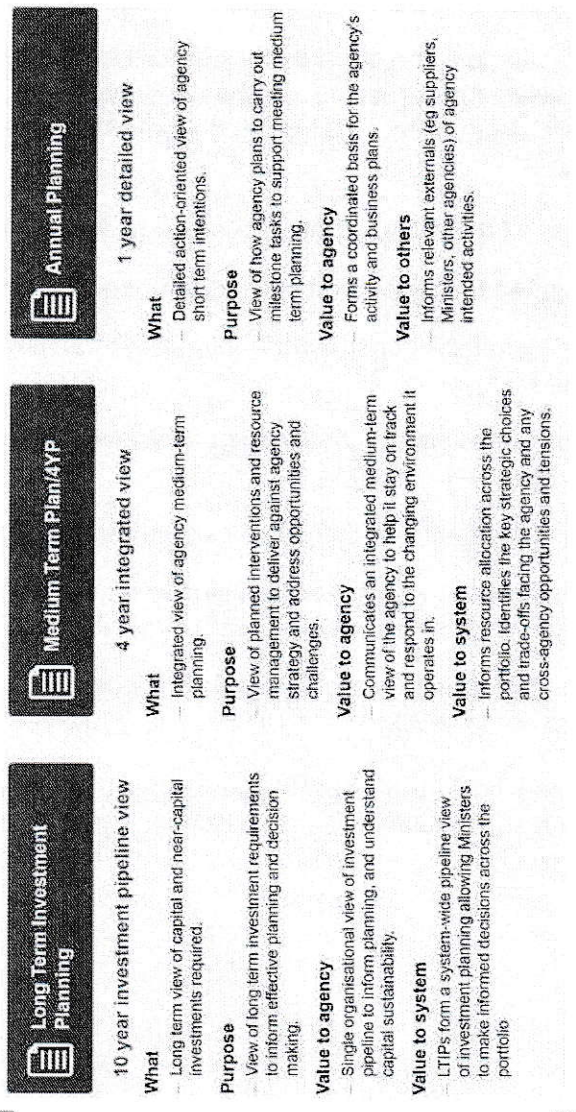 Long Term Investment
Planning
10 year investment pipeline view
What
– Long term view of capital and near-capital
investments required.
Purpose
– View of long term investment requirements
to inform effective planning and decision
making.
Value to agency
– Single organisational view of investment
pipeline to inform planning, and understand
capital sustainability.
Value to system
– LTIPs form a system-wide pipeline view
of investment planning allowing Ministers
to make informed decisions across the
portfolio
Medium Term Plan/4YP
4 year integrated view
What
– Integrated view of agency medium-term
planning.
Purpose
– View of planned interventions and resource
management to deliver against agency
strategy and address opportunities and
challenges.
Value to agency
– Communicates an integrated medium-term
view of the agency to help it stay on track
and respond to the changing environment it
operates in.
Value to system
– Informs resource allocation across the
portfolio. Identifies the key strategic choices
and trade-offs facing the agency and any
cross-agency opportunities and tensions.
Annual Planning
1 year detailed view
What
– Detailed action-oriented view of agency
short term intentions.
Purpose
– View of how agency plans to carry out
milestone tasks to support meeting medium
term planning.
Value to agency
– Forms a coordinated basis for the agency's
activity and business plans.
Value to others
– Informs relevant externals (eg suppliers,
Ministers, other agencies) of agency
intended activities.